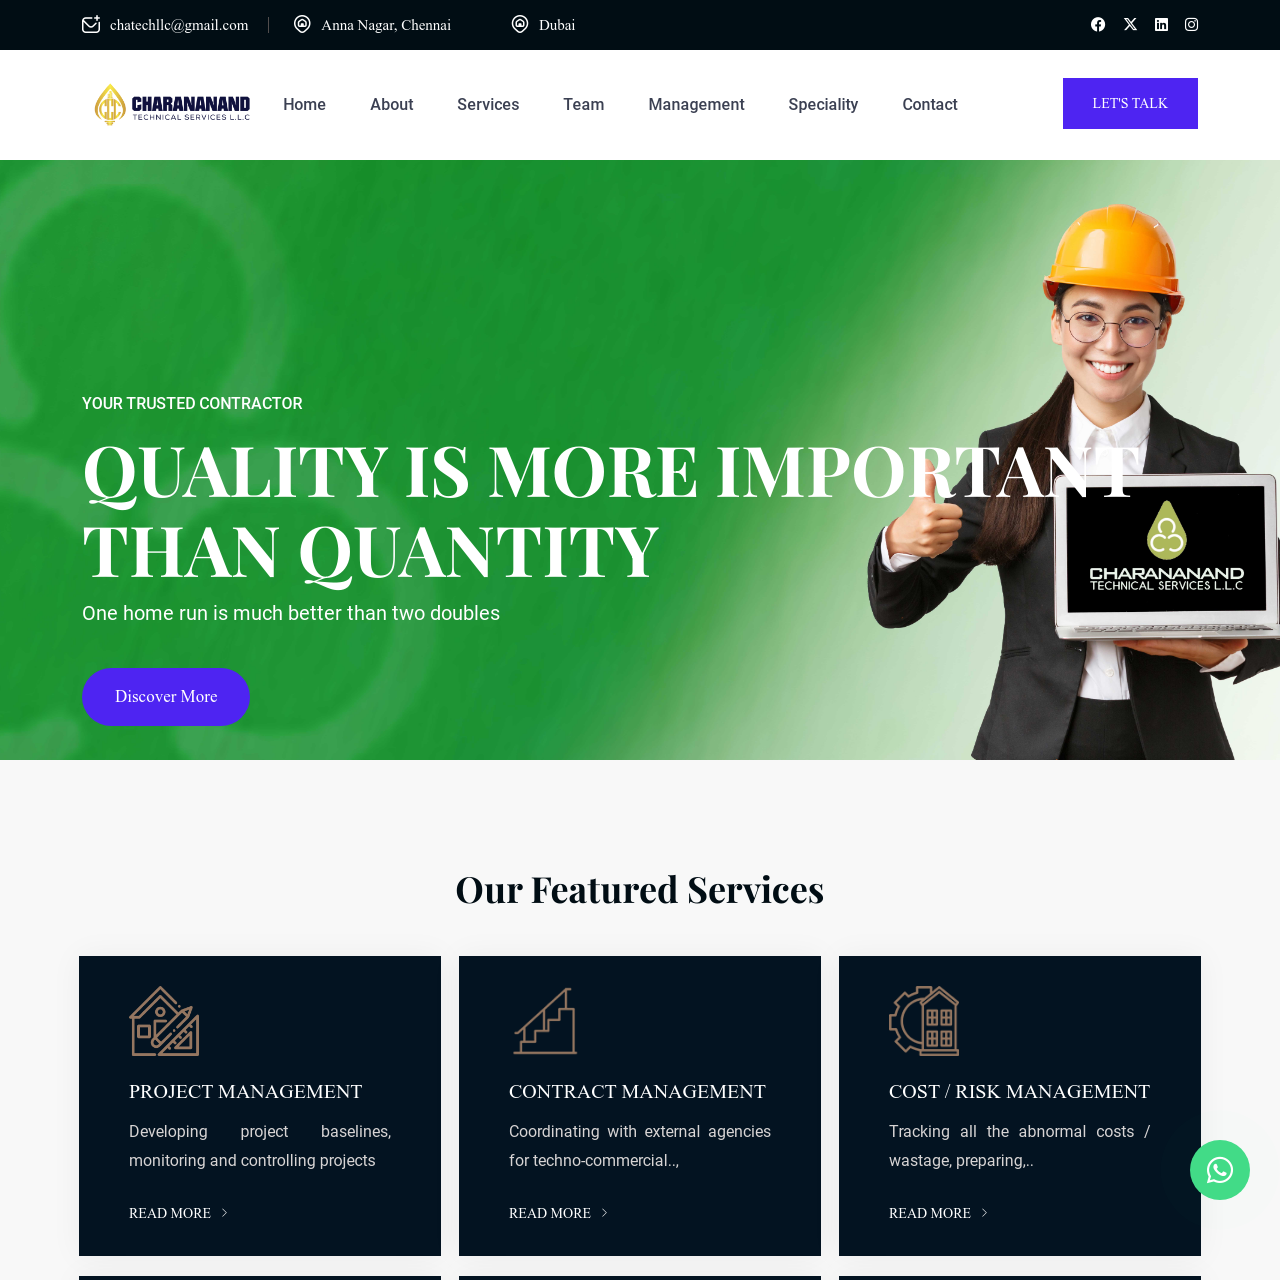 chatechllc@gmail.com
Anna Nagar, Chennai
Dubai
CHARANANAND
TECHNICAL SERVICES L.L.C
Home
About
Services
Team
Management
Speciality
Contact
LET'S TALK
YOUR TRUSTED CONTRACTOR
QUALITY IS MORE IMPORTANT
THAN QUANTITY
One home run is much better than two doubles
Discover More
CHARANANAND
TECHNICAL SERVICES L.L.C
Our Featured Services
PROJECT MANAGEMENT
Developing project baselines,
monitoring and controlling projects
READ MORE
CONTRACT MANAGEMENT
Coordinating with external agencies
for techno-commercial..,
READ MORE
COST / RISK MANAGEMENT
Tracking all the abnormal costs /
wastage, preparing,..
READ MORE